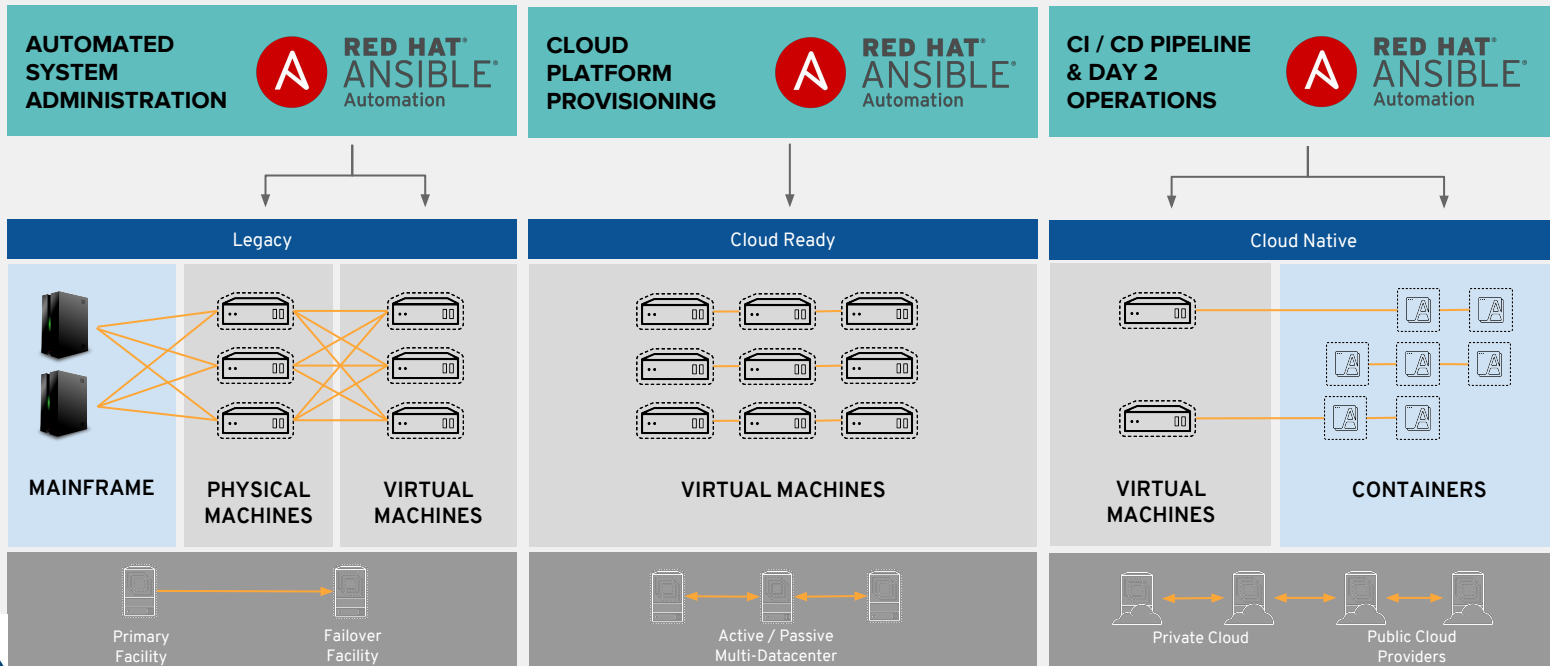 AUTOMATED
SYSTEM
ADMINISTRATION
RED HAT®
ANSIBLE®
Automation
CLOUD
PLATFORM
PROVISIONING
RED HAT®
ANSIBLE®
Automation
CI / CD PIPELINE
& DAY 2
OPERATIONS
RED HAT®
ANSIBLE®
Automation
Legacy
Cloud Ready
Cloud Native
MAINFRAME
PHYSICAL
MACHINES
VIRTUAL
MACHINES
VIRTUAL MACHINES
VIRTUAL
MACHINES
CONTAINERS
Primary
Facility
Failover
Facility
Active / Passive
Multi-Datacenter
Private Cloud
Public Cloud
Providers